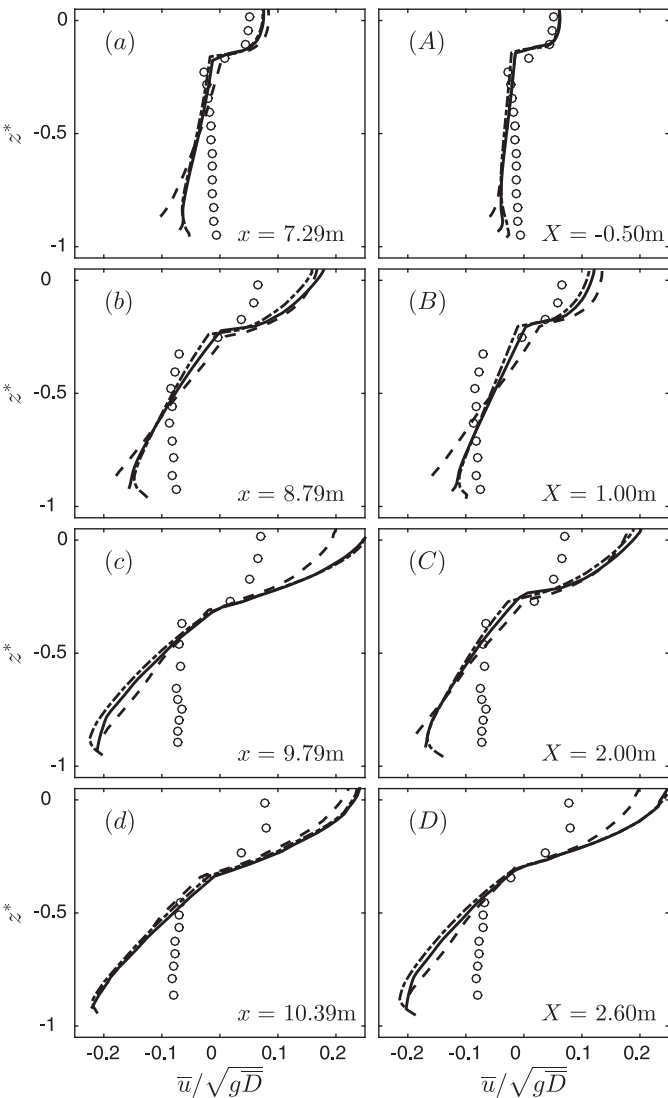 0
(a)
(A)
z*
-0.5
-1
x = 7.29m
X = -0.50m
0
(b)
(B)
z*
-0.5
-1
x = 8.79m
X = 1.00m
0
(c)
(C)
z*
-0.5
-1
x = 9.79m
X = 2.00m
0
(d)
(D)
z*
-0.5
-1
x = 10.39m
X = 2.60m
-0.2 -0.1 0 0.1 0.2 -0.2 -0.1 0 0.1 0.2
u̅/√gD̅ u̅/√gD̅